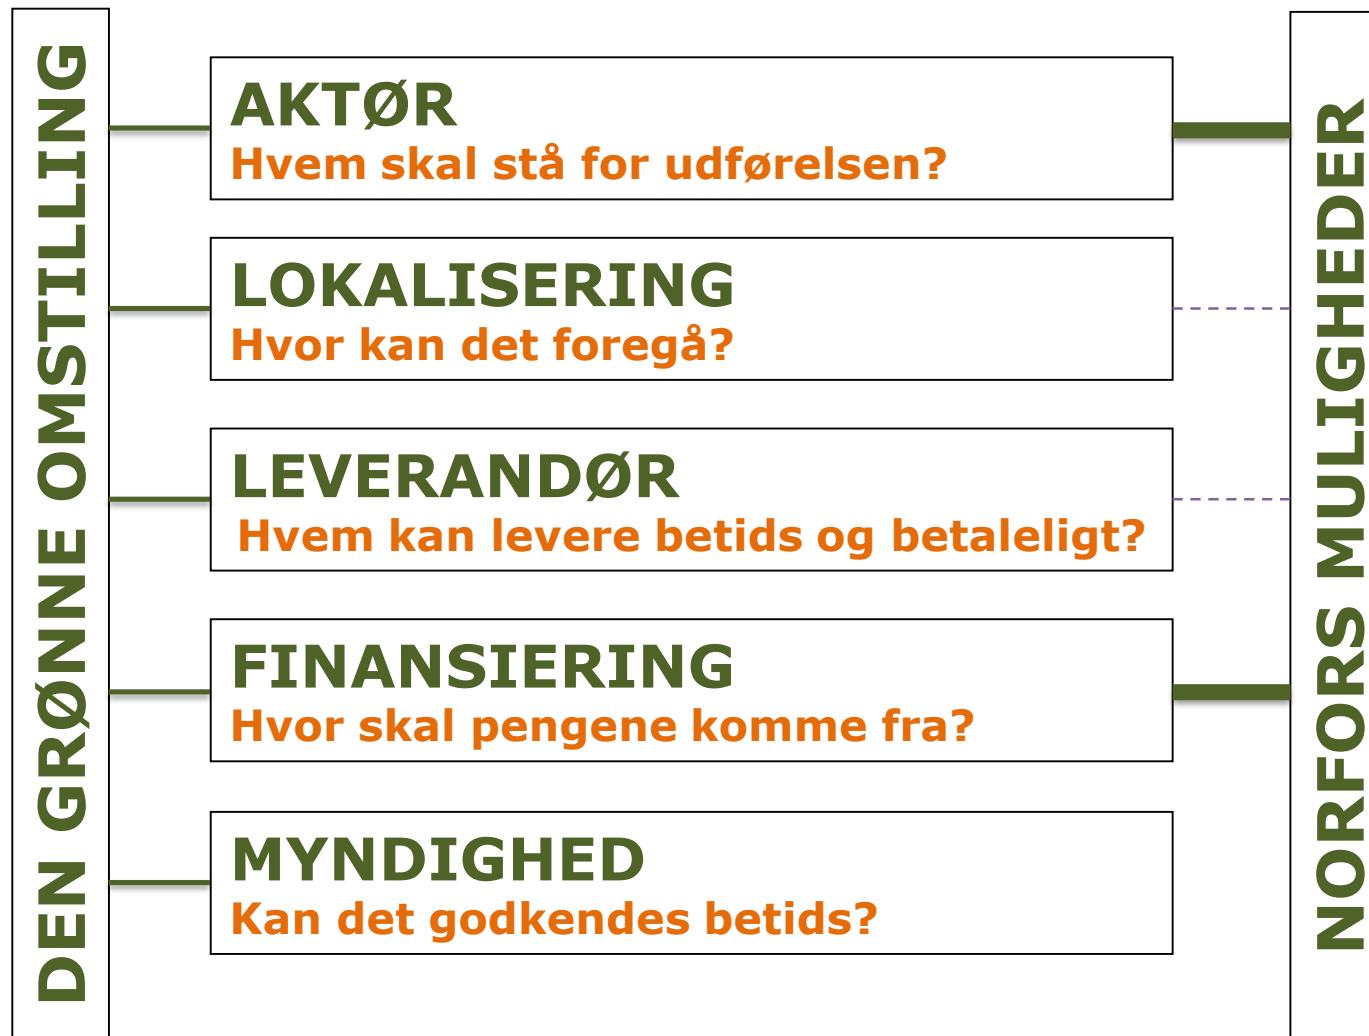 DEN GRØNNE OMSTILLING
AKTØR
Hvem skal stå for udførelsen?
LOKALISERING
Hvor kan det foregå?
LEVERANDØR
Hvem kan levere betids og betaleligt?
FINANSIERING
Hvor skal pengene komme fra?
MYNDIGHED
Kan det godkendes betids?
NORFORS MULIGHEDER